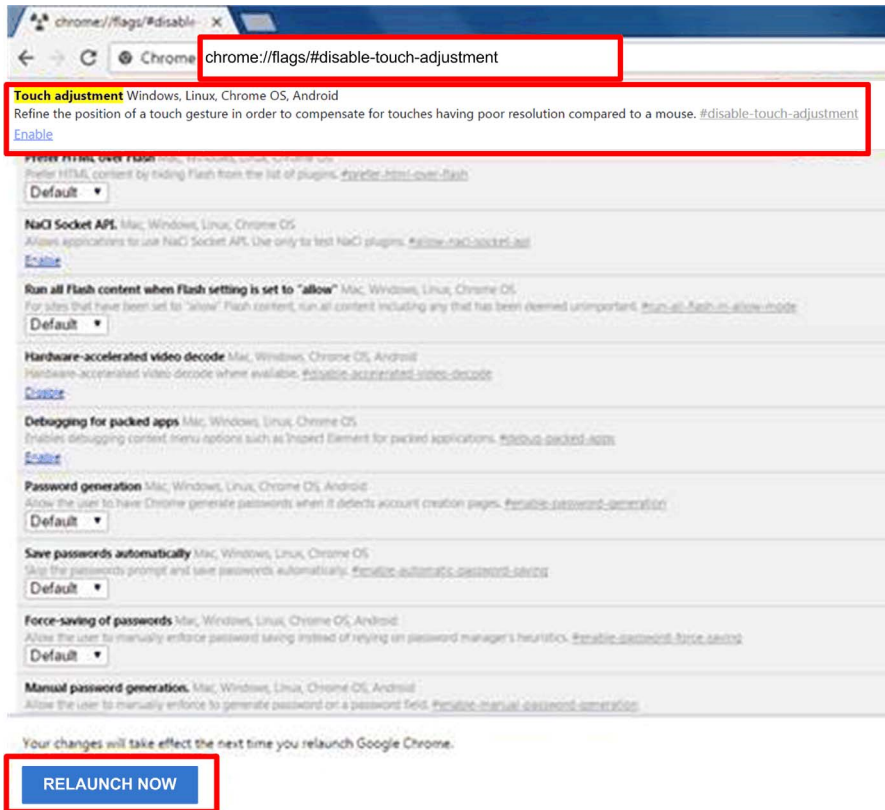 chrome://flags/#disable-
Chrome chrome://flags/#disable-touch-adjustment
Touch adjustment Windows, Linux, Chrome OS, Android
Refine the position of a touch gesture in order to compensate for touches having poor resolution compared to a mouse. #disable-touch-adjustment
Enable
Prefer HTML over Flash Mac, Windows, Linux, Chrome OS
Prefer HTML content by hiding Flash from the list of plugins. #prefer-html-over-flash
Default
NaCl Socket API. Mac, Windows, Linux, Chrome OS
Allows applications to use NaCl Socket API. Use only to test NaCl plugins. #allow-nacl-socket-api
Enable
Run all Flash content when Flash setting is set to "allow" Mac, Windows, Linux, Chrome OS
For sites that have been set to "allow" Flash content, run all content including any that has been deemed unimportant. #run-all-flash-in-allow-mode
Default
Hardware-accelerated video decode Mac, Windows, Chrome OS, Android
Hardware-accelerated video decode where available. #disable-accelerated-video-decode
Disable
Debugging for packed apps Mac, Windows, Linux, Chrome OS
Enables debugging context menu options such as Inspect Element for packed applications. #debug-packed-apps
Enable
Password generation Mac, Windows, Linux, Chrome OS, Android
Allow the user to have Chrome generate passwords when it detects account creation pages. #enable-password-generation
Default
Save passwords automatically Mac, Windows, Linux, Chrome OS
Skip the passwords prompt and save passwords automatically. #enable-automatic-password-saving
Default
Force-saving of passwords Mac, Windows, Linux, Chrome OS, Android
Allow the user to manually enforce password saving instead of relying on password manager's heuristics. #enable-password-force-saving
Default
Manual password generation. Mac, Windows, Linux, Chrome OS, Android
Allow the user to manually enforce to generate password on a password field. #enable-manual-password-generation
Your changes will take effect the next time you relaunch Google Chrome.
RELAUNCH NOW